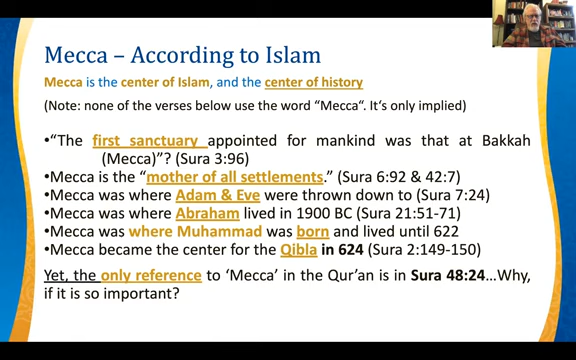 Mecca – According to Islam
Mecca is the center of Islam, and the center of history
(Note: none of the verses below use the word "Mecca". It's only implied)
•"The first sanctuary appointed for mankind was that at Bakkah
(Mecca)"? (Sura 3:96)
•Mecca is the "mother of all settlements." (Sura 6:92 & 42:7)
•Mecca was where Adam & Eve were thrown down to (Sura 7:24)
•Mecca was where Abraham lived in 1900 BC (Sura 21:51-71)
•Mecca was where Muhammad was born and lived until 622
•Mecca became the center for the Qibla in 624 (Sura 2:149-150)
Yet, the only reference to 'Mecca' in the Qur'an is in Sura 48:24...Why,
if it is so important?